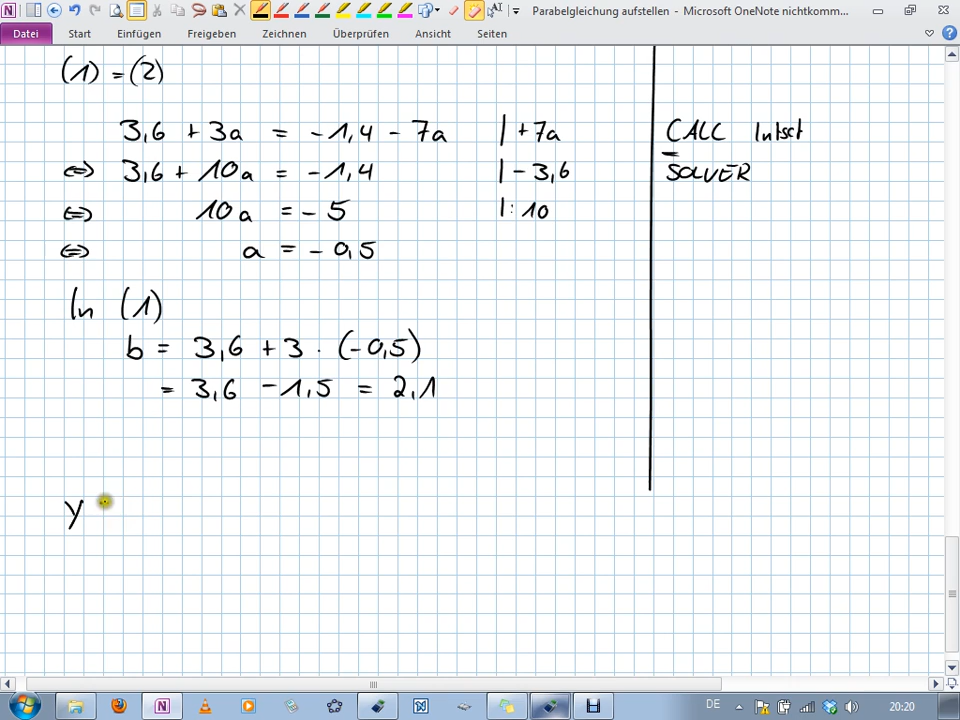 Parabelgleichung aufstellen - Microsoft OneNote nichtkomm...
Datei Start Einfügen Freigeben Zeichnen Überprüfen Ansicht Seiten
(1) = (2)
3,6 + 3a = -1,4 - 7a | +7a
⇔ 3,6 + 10a = -1,4 | - 3,6
⇔ 10a = - 5 | : 10
⇔ a = - 0,5
In (1)
b = 3,6 + 3 · (-0,5)
= 3,6 - 1,5 = 2,1
y
CALC Intsct
SOLVER
DE 20:20